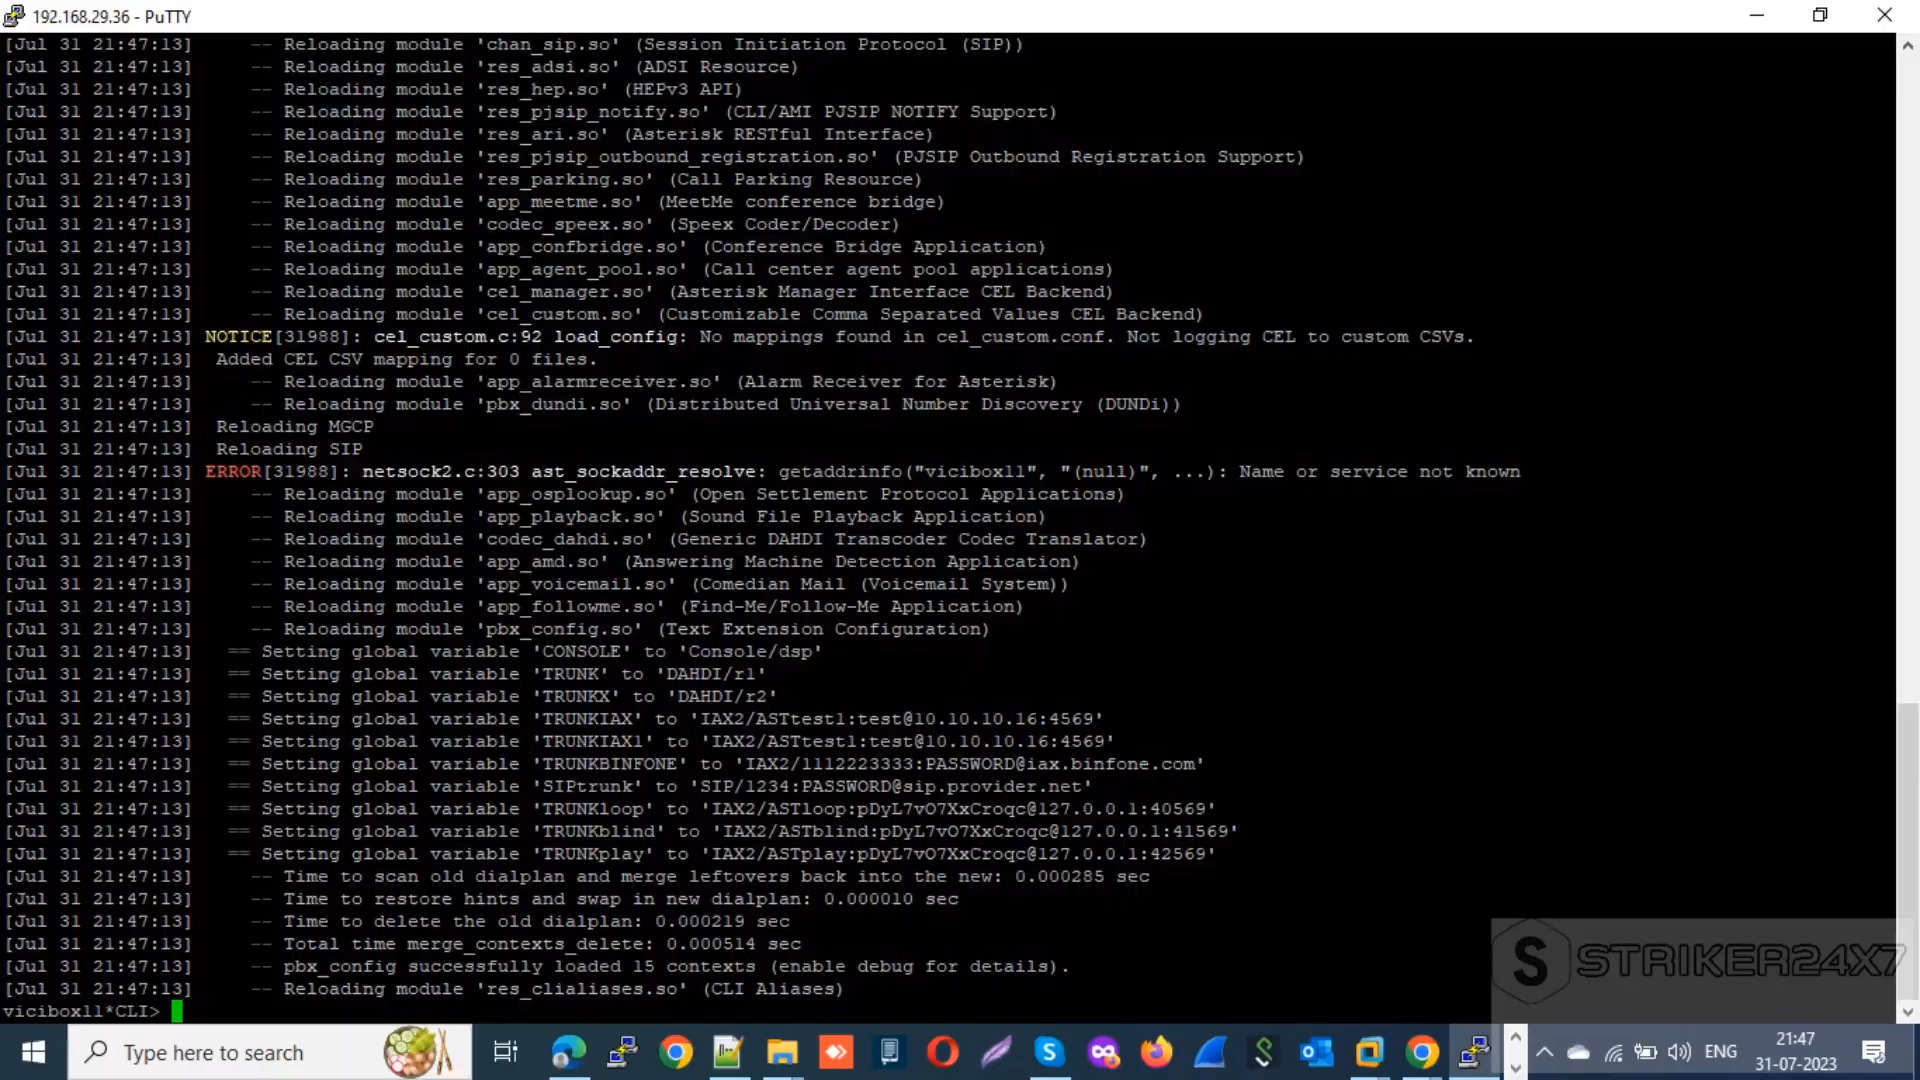 192.168.29.36 - PuTTY
[Jul 31 21:47:13]     -- Reloading module 'chan_sip.so' (Session Initiation Protocol (SIP))
[Jul 31 21:47:13]     -- Reloading module 'res_adsi.so' (ADSI Resource)
[Jul 31 21:47:13]     -- Reloading module 'res_hep.so' (HEPv3 API)
[Jul 31 21:47:13]     -- Reloading module 'res_pjsip_notify.so' (CLI/AMI PJSIP NOTIFY Support)
[Jul 31 21:47:13]     -- Reloading module 'res_ari.so' (Asterisk RESTful Interface)
[Jul 31 21:47:13]     -- Reloading module 'res_pjsip_outbound_registration.so' (PJSIP Outbound Registration Support)
[Jul 31 21:47:13]     -- Reloading module 'res_parking.so' (Call Parking Resource)
[Jul 31 21:47:13]     -- Reloading module 'app_meetme.so' (MeetMe conference bridge)
[Jul 31 21:47:13]     -- Reloading module 'codec_speex.so' (Speex Coder/Decoder)
[Jul 31 21:47:13]     -- Reloading module 'app_confbridge.so' (Conference Bridge Application)
[Jul 31 21:47:13]     -- Reloading module 'app_agent_pool.so' (Call center agent pool applications)
[Jul 31 21:47:13]     -- Reloading module 'cel_manager.so' (Asterisk Manager Interface CEL Backend)
[Jul 31 21:47:13]     -- Reloading module 'cel_custom.so' (Customizable Comma Separated Values CEL Backend)
[Jul 31 21:47:13] NOTICE[31988]: cel_custom.c:92 load_config: No mappings found in cel_custom.conf. Not logging CEL to custom CSVs.
[Jul 31 21:47:13]  Added CEL CSV mapping for 0 files.
[Jul 31 21:47:13]     -- Reloading module 'app_alarmreceiver.so' (Alarm Receiver for Asterisk)
[Jul 31 21:47:13]     -- Reloading module 'pbx_dundi.so' (Distributed Universal Number Discovery (DUNDi))
[Jul 31 21:47:13]  Reloading MGCP
[Jul 31 21:47:13]  Reloading SIP
[Jul 31 21:47:13] ERROR[31988]: netsock2.c:303 ast_sockaddr_resolve: getaddrinfo("vicibox11", "(null)", ...): Name or service not known
[Jul 31 21:47:13]     -- Reloading module 'app_osplookup.so' (Open Settlement Protocol Applications)
[Jul 31 21:47:13]     -- Reloading module 'app_playback.so' (Sound File Playback Application)
[Jul 31 21:47:13]     -- Reloading module 'codec_dahdi.so' (Generic DAHDI Transcoder Codec Translator)
[Jul 31 21:47:13]     -- Reloading module 'app_amd.so' (Answering Machine Detection Application)
[Jul 31 21:47:13]     -- Reloading module 'app_voicemail.so' (Comedian Mail (Voicemail System))
[Jul 31 21:47:13]     -- Reloading module 'app_followme.so' (Find-Me/Follow-Me Application)
[Jul 31 21:47:13]     -- Reloading module 'pbx_config.so' (Text Extension Configuration)
[Jul 31 21:47:13]   == Setting global variable 'CONSOLE' to 'Console/dsp'
[Jul 31 21:47:13]   == Setting global variable 'TRUNK' to 'DAHDI/r1'
[Jul 31 21:47:13]   == Setting global variable 'TRUNKX' to 'DAHDI/r2'
[Jul 31 21:47:13]   == Setting global variable 'TRUNKIAX' to 'IAX2/ASTtest1:test@10.10.10.16:4569'
[Jul 31 21:47:13]   == Setting global variable 'TRUNKIAX1' to 'IAX2/ASTtest1:test@10.10.10.16:4569'
[Jul 31 21:47:13]   == Setting global variable 'TRUNKBINFONE' to 'IAX2/1112223333:PASSWORD@iax.binfone.com'
[Jul 31 21:47:13]   == Setting global variable 'SIPtrunk' to 'SIP/1234:PASSWORD@sip.provider.net'
[Jul 31 21:47:13]   == Setting global variable 'TRUNKloop' to 'IAX2/ASTloop:pDyL7vO7XxCroqc@127.0.0.1:40569'
[Jul 31 21:47:13]   == Setting global variable 'TRUNKblind' to 'IAX2/ASTblind:pDyL7vO7XxCroqc@127.0.0.1:41569'
[Jul 31 21:47:13]   == Setting global variable 'TRUNKplay' to 'IAX2/ASTplay:pDyL7vO7XxCroqc@127.0.0.1:42569'
[Jul 31 21:47:13]     -- Time to scan old dialplan and merge leftovers back into the new: 0.000285 sec
[Jul 31 21:47:13]     -- Time to restore hints and swap in new dialplan: 0.000010 sec
[Jul 31 21:47:13]     -- Time to delete the old dialplan: 0.000219 sec
[Jul 31 21:47:13]     -- Total time merge_contexts_delete: 0.000514 sec
[Jul 31 21:47:13]     -- pbx_config successfully loaded 15 contexts (enable debug for details).
[Jul 31 21:47:13]     -- Reloading module 'res_clialiases.so' (CLI Aliases)
vicibox11*CLI>
STRIKER24X7
Type here to search
ENG
21:47
31-07-2023